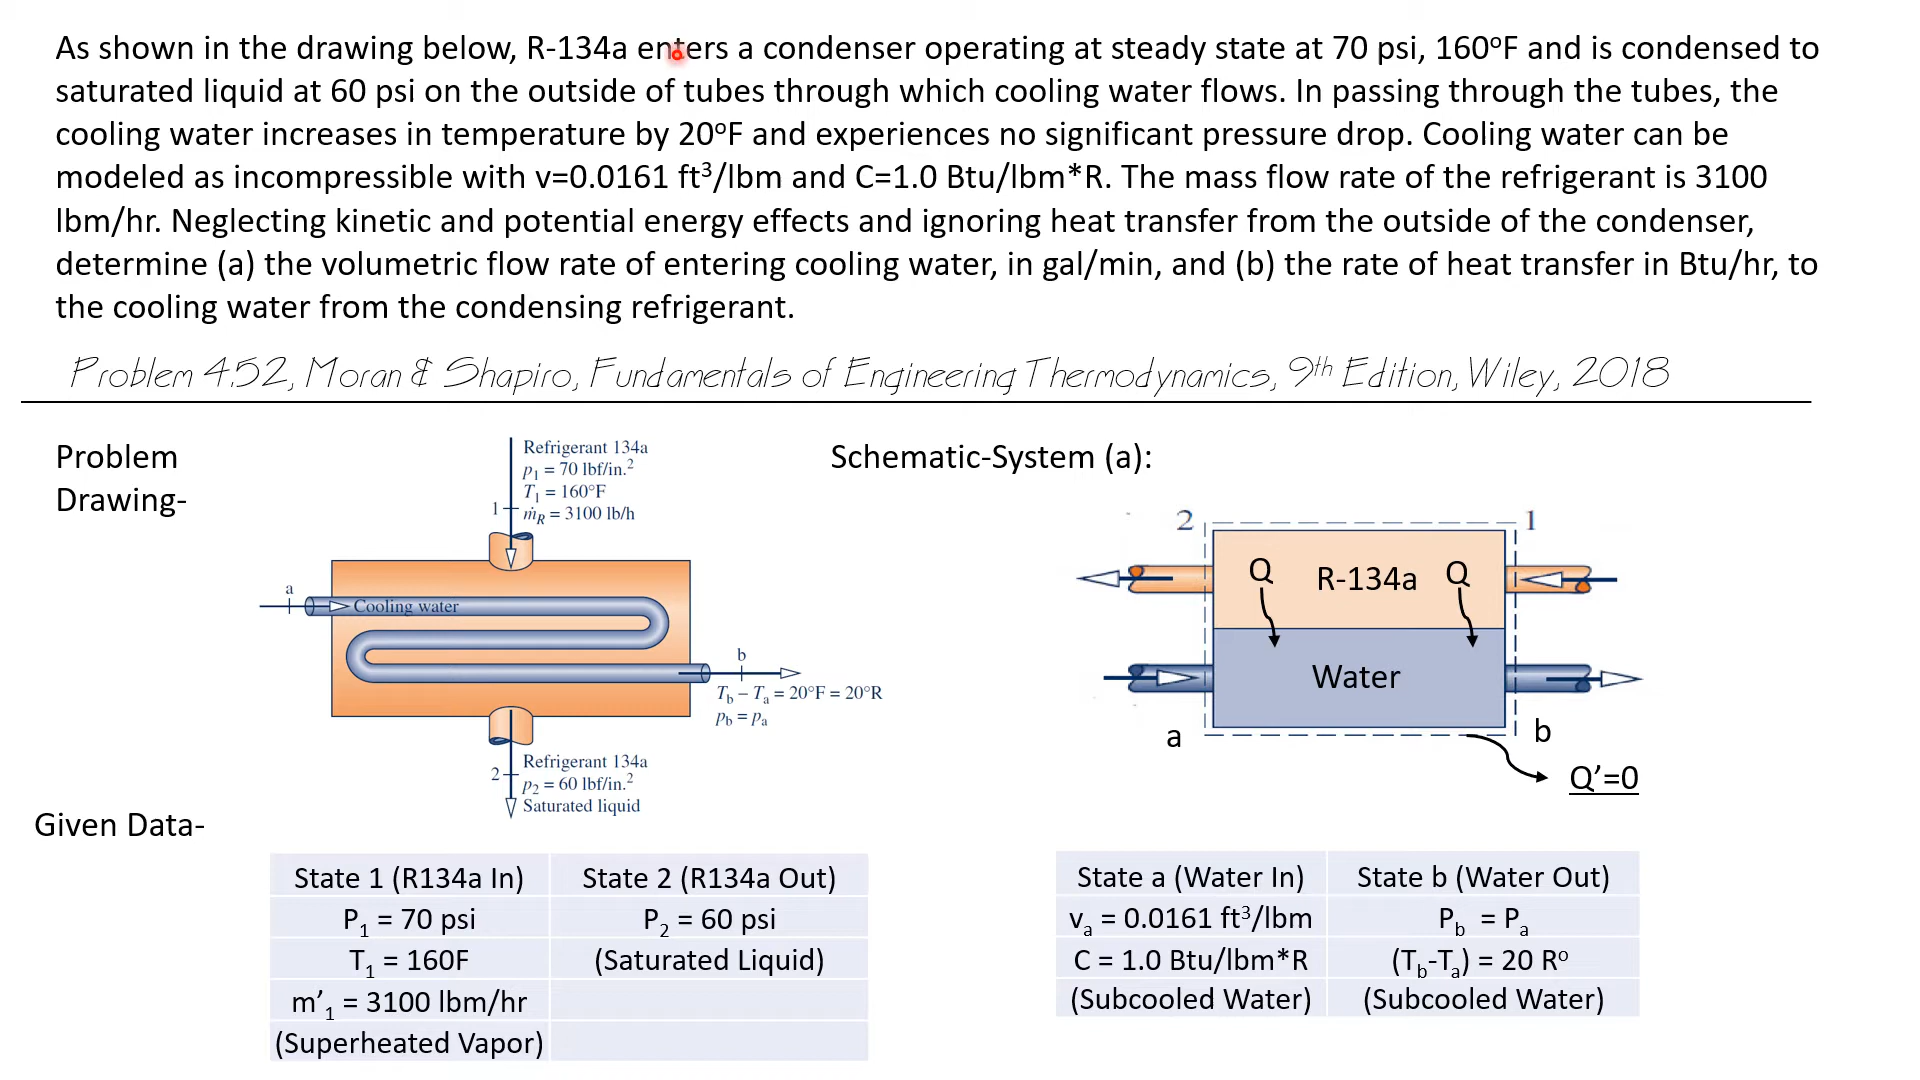 As shown in the drawing below, R-134a enters a condenser operating at steady state at 70 psi, 160ºF and is condensed to
saturated liquid at 60 psi on the outside of tubes through which cooling water flows. In passing through the tubes, the
cooling water increases in temperature by 20ºF and experiences no significant pressure drop. Cooling water can be
modeled as incompressible with v=0.0161 ft³/lbm and C=1.0 Btu/lbm*R. The mass flow rate of the refrigerant is 3100
lbm/hr. Neglecting kinetic and potential energy effects and ignoring heat transfer from the outside of the condenser,
determine (a) the volumetric flow rate of entering cooling water, in gal/min, and (b) the rate of heat transfer in Btu/hr, to
the cooling water from the condensing refrigerant.
Problem 4.52, Moran & Shapiro, Fundamentals of Engineering Thermodynamics, 9th Edition, Wiley, 2018
Problem
Drawing-
Refrigerant 134a
p₁ = 70 lbf/in.²
T₁ = 160°F
1
ṁR = 3100 lb/h
a
Cooling water
b
Tb – Ta = 20°F = 20°R
pb = pa
Refrigerant 134a
2
p₂ = 60 lbf/in.²
Saturated liquid
Schematic-System (a):
2
1
Q
R-134a
Q
Water
a
b
Q’=0
Given Data-
State 1 (R134a In)
State 2 (R134a Out)
P₁ = 70 psi
P₂ = 60 psi
T₁ = 160F
(Saturated Liquid)
m’₁ = 3100 lbm/hr
(Superheated Vapor)
State a (Water In)
State b (Water Out)
va = 0.0161 ft³/lbm
Pb = Pa
C = 1.0 Btu/lbm*R
(Tb-Ta) = 20 Rº
(Subcooled Water)
(Subcooled Water)